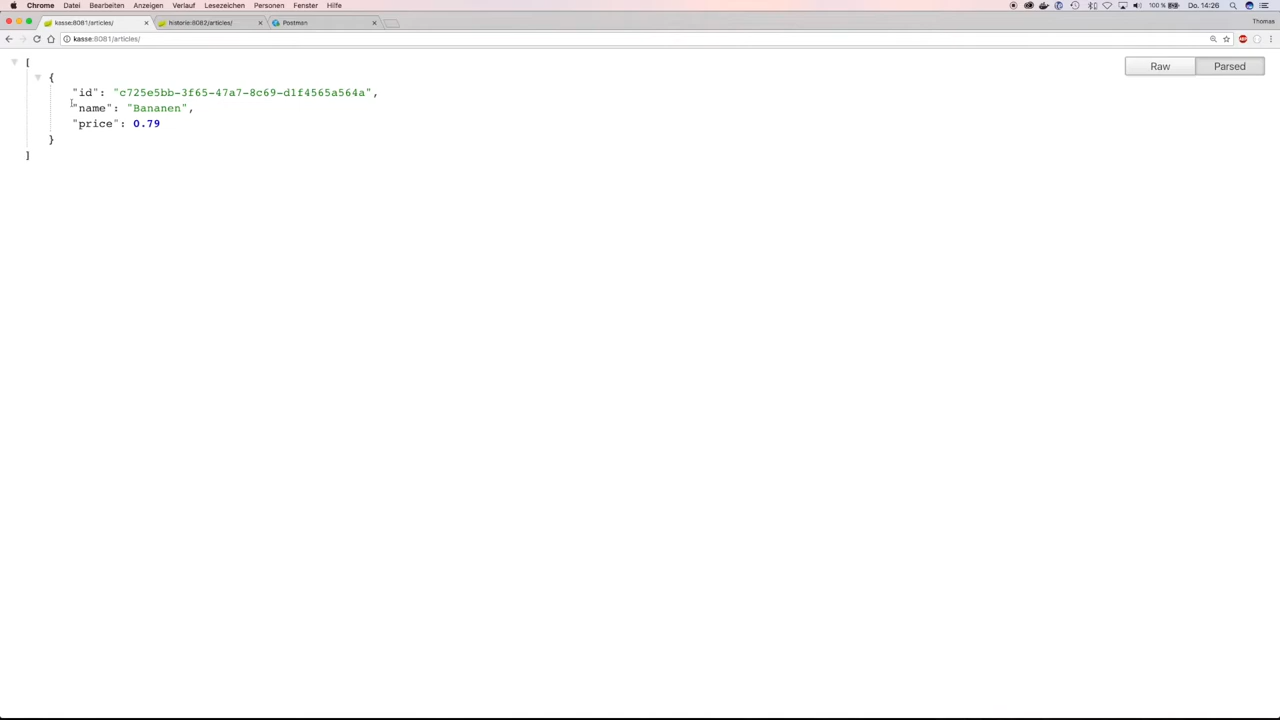 Chrome Datei Bearbeiten Anzeigen Verlauf Lesezeichen Personen Fenster Hilfe 100 % Do. 14:26
kasse:8081/articles/ historie:8082/articles/ Postman Thomas
kasse:8081/articles/
Raw Parsed
[
{
"id": "c725e5bb-3f65-47a7-8c69-d1f4565a564a",
"name": "Bananen",
"price": 0.79
}
]